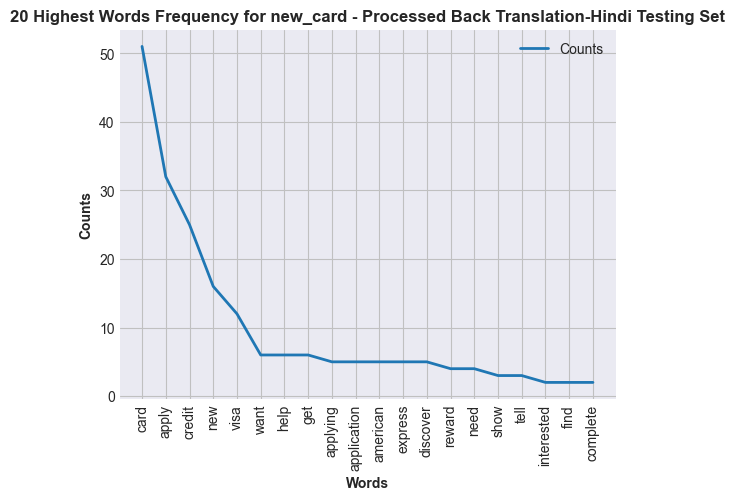 20 Highest Words Frequency for new_card - Processed Back Translation-Hindi Testing Set
Counts
50
40
30
20
10
0
Counts
card
apply
credit
new
visa
want
help
get
applying
application
american
express
discover
reward
need
show
tell
interested
find
complete
Words